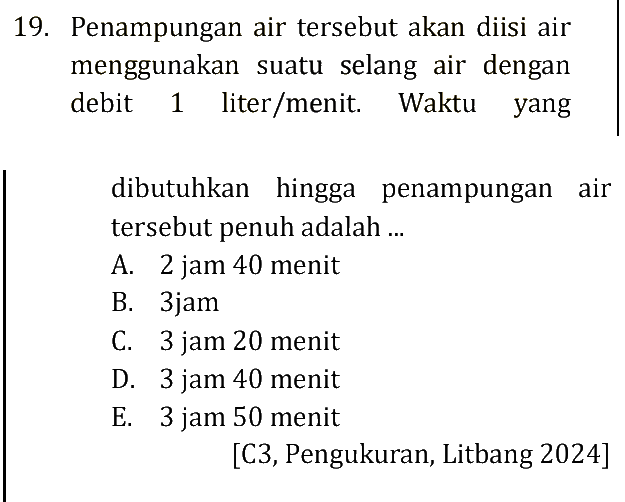 19. Penampungan air tersebut akan diisi air
menggunakan suatu selang air dengan
debit 1 liter/menit. Waktu yang
dibutuhkan hingga penampungan air
tersebut penuh adalah ...
A. 2 jam 40 menit
B. 3jam
C. 3 jam 20 menit
D. 3 jam 40 menit
E. 3 jam 50 menit
[C3, Pengukuran, Litbang 2024]